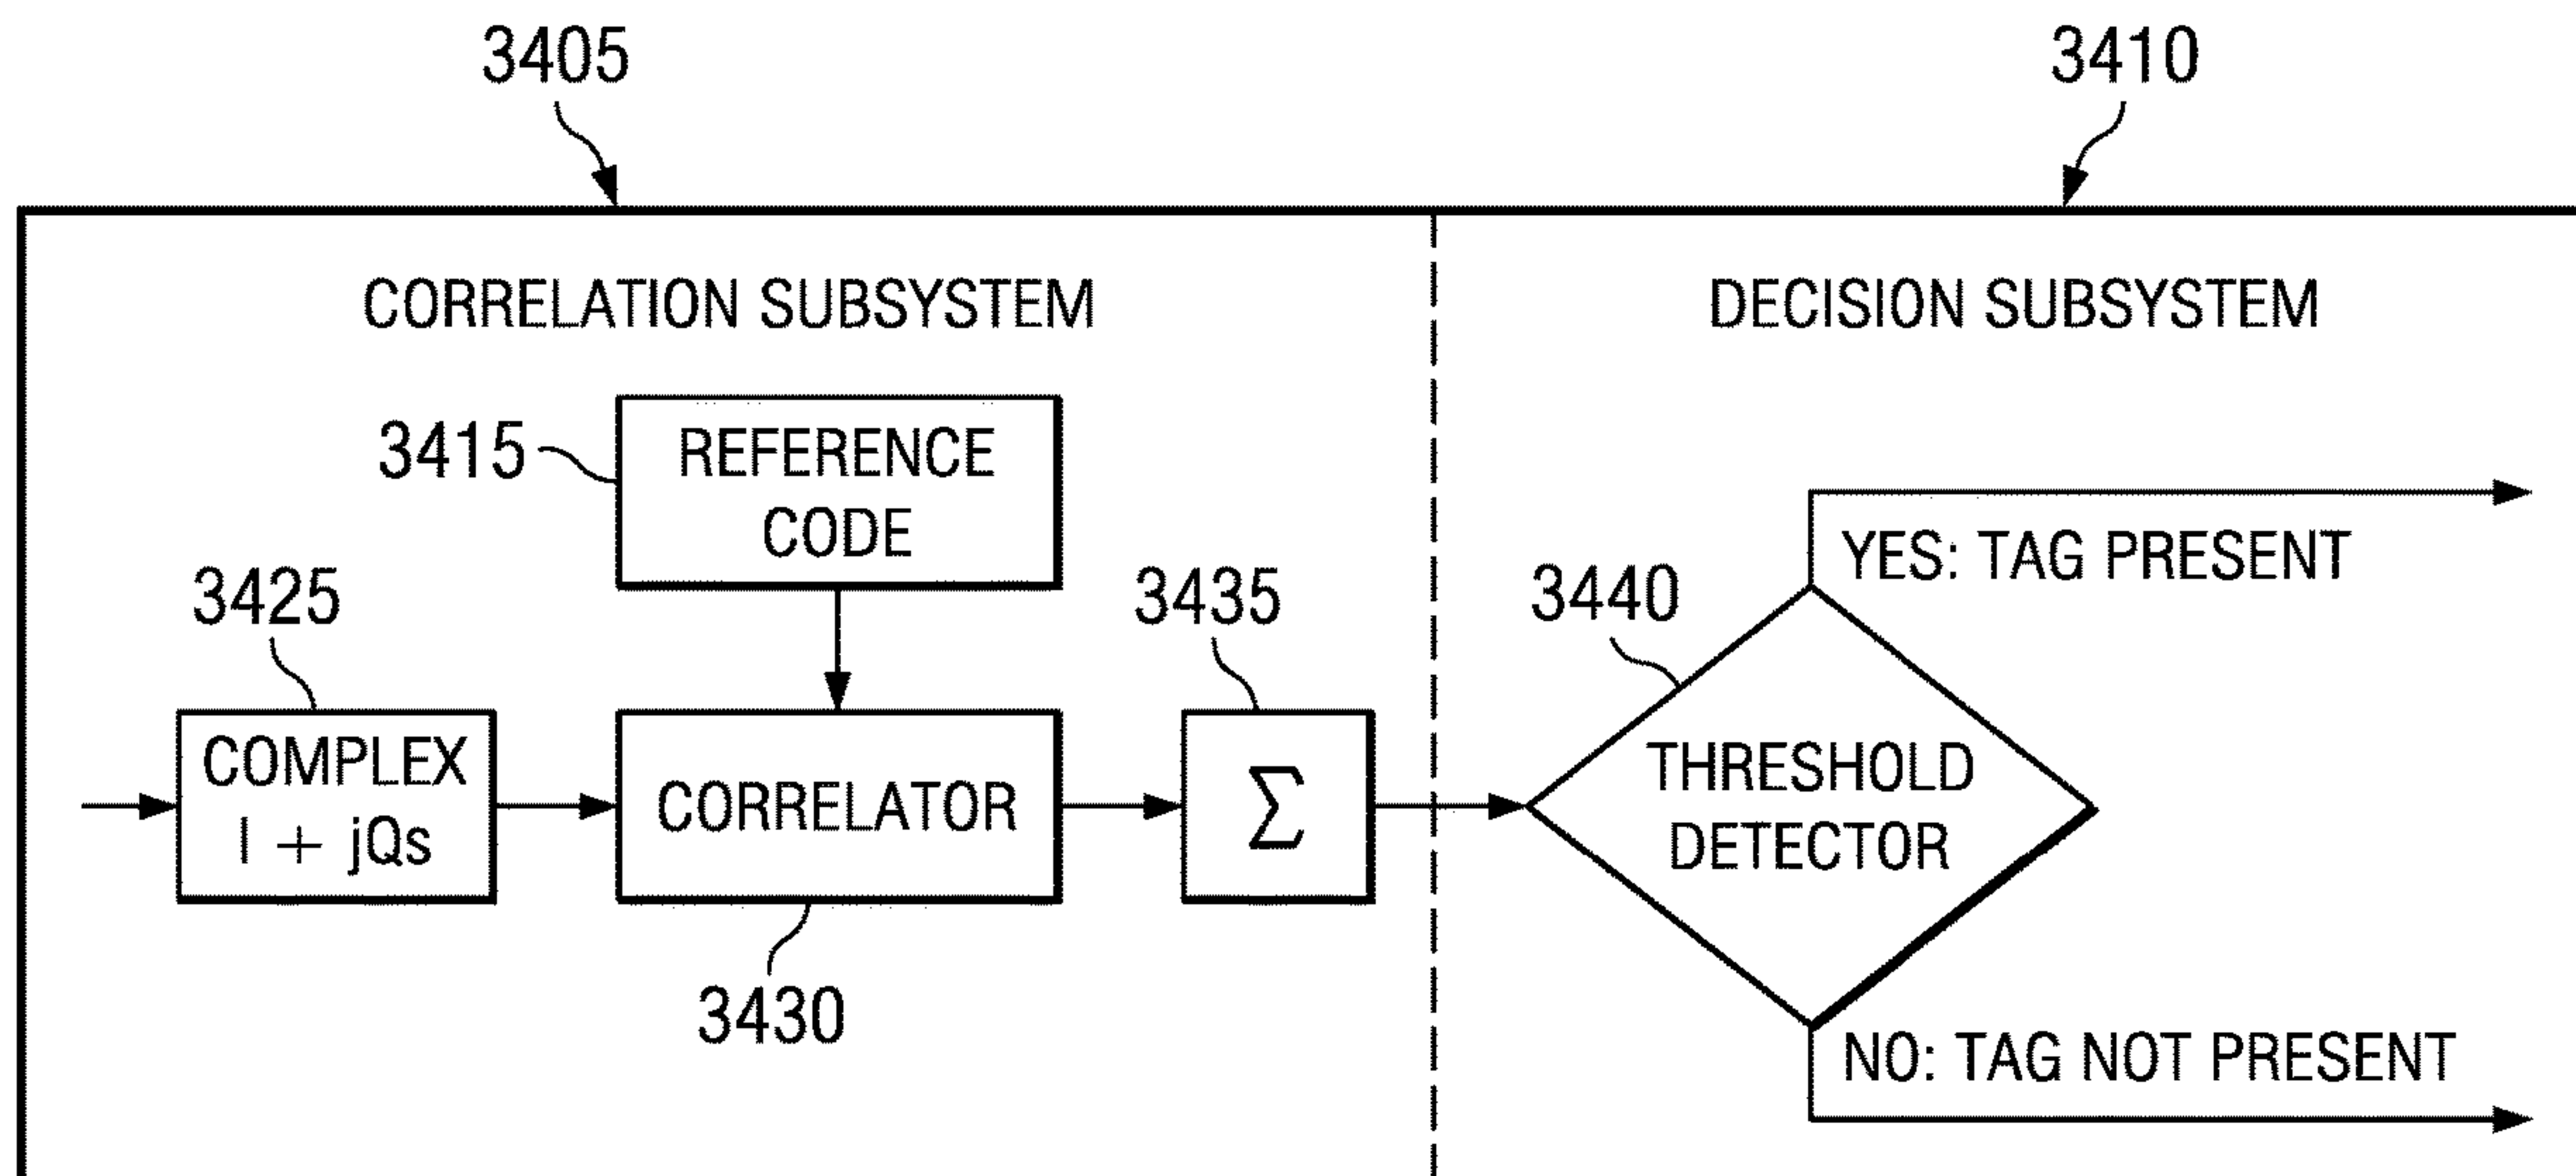 3405
3410
CORRELATION SUBSYSTEM
DECISION SUBSYSTEM
3415
REFERENCE
CODE
3425
3435
3440
YES: TAG PRESENT
COMPLEX
I + jQs
CORRELATOR
Σ
THRESHOLD
DETECTOR
3430
NO: TAG NOT PRESENT